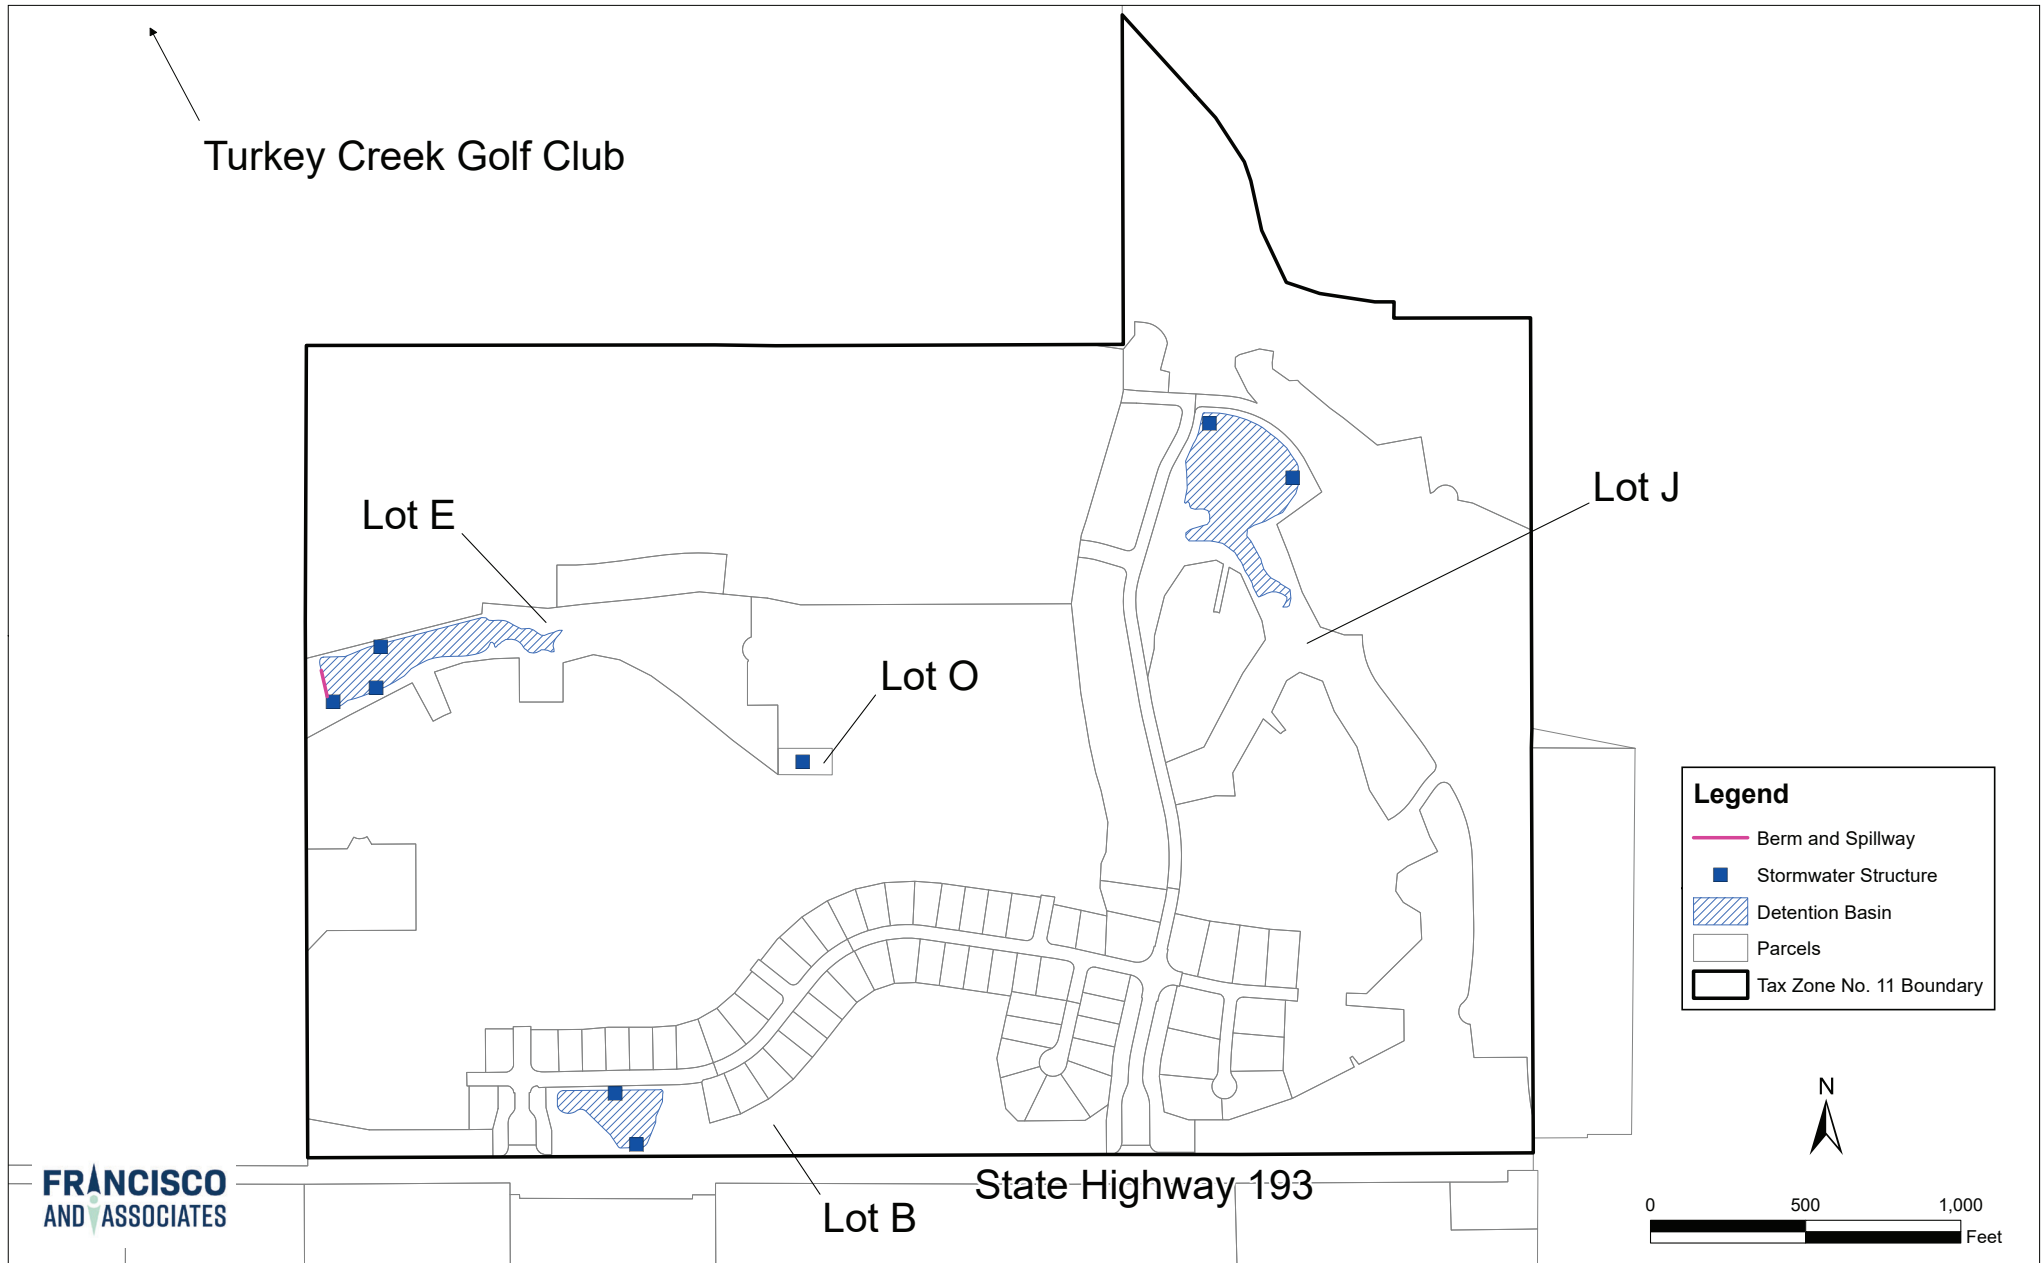 Turkey Creek Golf Club
Lot E
Lot J
Lot O
Legend
Berm and Spillway
Stormwater Structure
Detention Basin
Parcels
Tax Zone No. 11 Boundary
N
State Highway 193
Lot B
FRANCISCO
AND ASSOCIATES
0 500 1,000
Feet